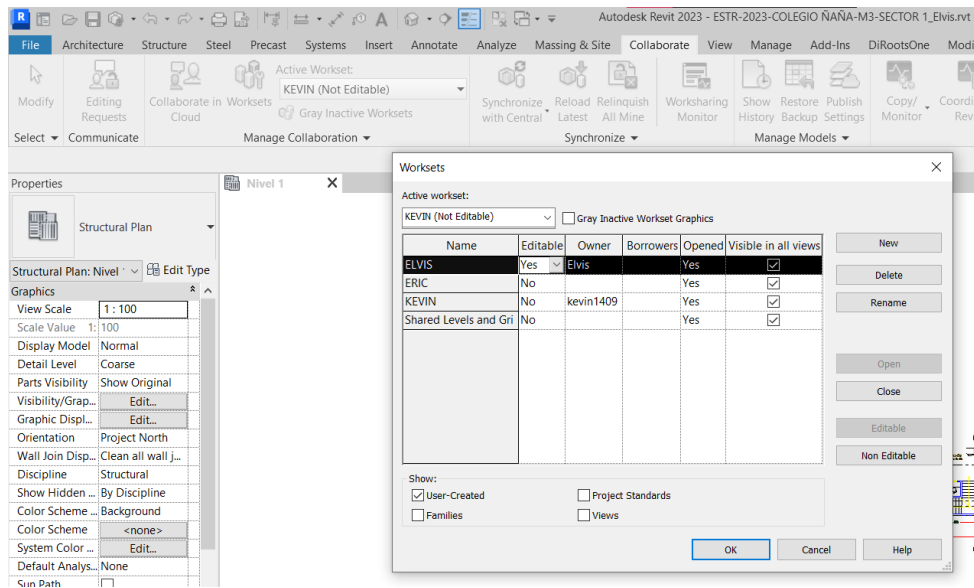 Autodesk Revit 2023 - ESTR-2023-COLEGIO ÑAÑA-M3-SECTOR 1_Elvis.rvt
File Architecture Structure Steel Precast Systems Insert Annotate Analyze Massing & Site Collaborate View Manage Add-Ins DiRootsOne Modi
Active Workset:
KEVIN (Not Editable)
Gray Inactive Worksets
Modify
Editing Requests
Collaborate in Cloud
Worksets
Synchronize with Central
Reload Latest
Relinquish All Mine
Worksharing Monitor
Show History
Restore Backup
Publish Settings
Copy/ Monitor
Coordi
Rev
Select Communicate Manage Collaboration Synchronize Manage Models
Properties
Structural Plan
Structural Plan: Nivel 1 Edit Type
Graphics
View Scale 1 : 100
Scale Value 1: 100
Display Model Normal
Detail Level Coarse
Parts Visibility Show Original
Visibility/Grap... Edit...
Graphic Displ... Edit...
Orientation Project North
Wall Join Disp... Clean all wall j...
Discipline Structural
Show Hidden ... By Discipline
Color Scheme ... Background
Color Scheme <none>
System Color ... Edit...
Default Analys... None
Sun Path
Nivel 1
Worksets
Active workset:
KEVIN (Not Editable) Gray Inactive Workset Graphics
Name Editable Owner Borrowers Opened Visible in all views
ELVIS Yes Elvis Yes
ERIC No Yes
KEVIN No kevin1409 Yes
Shared Levels and Gri No Yes
New
Delete
Rename
Open
Close
Editable
Non Editable
Show:
User-Created Project Standards
Families Views
OK Cancel Help